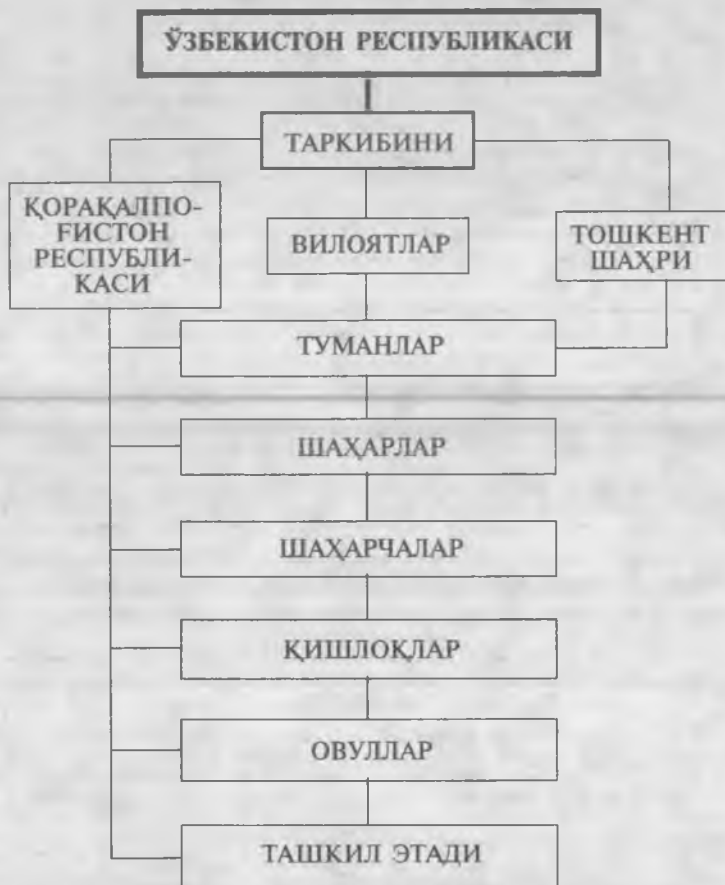 ЎЗБЕКИСТОН РЕСПУБЛИКАСИ
ТАРКИБИНИ
ҚОРАҚАЛПО-
ҒИСТОН
РЕСПУБЛИ-
КАСИ
ВИЛОЯТЛАР
ТОШКЕНТ
ШАҲРИ
ТУМАНЛАР
ШАҲАРЛАР
ШАҲАРЧАЛАР
ҚИШЛОҚЛАР
ОВУЛЛАР
ТАШКИЛ ЭТАДИ